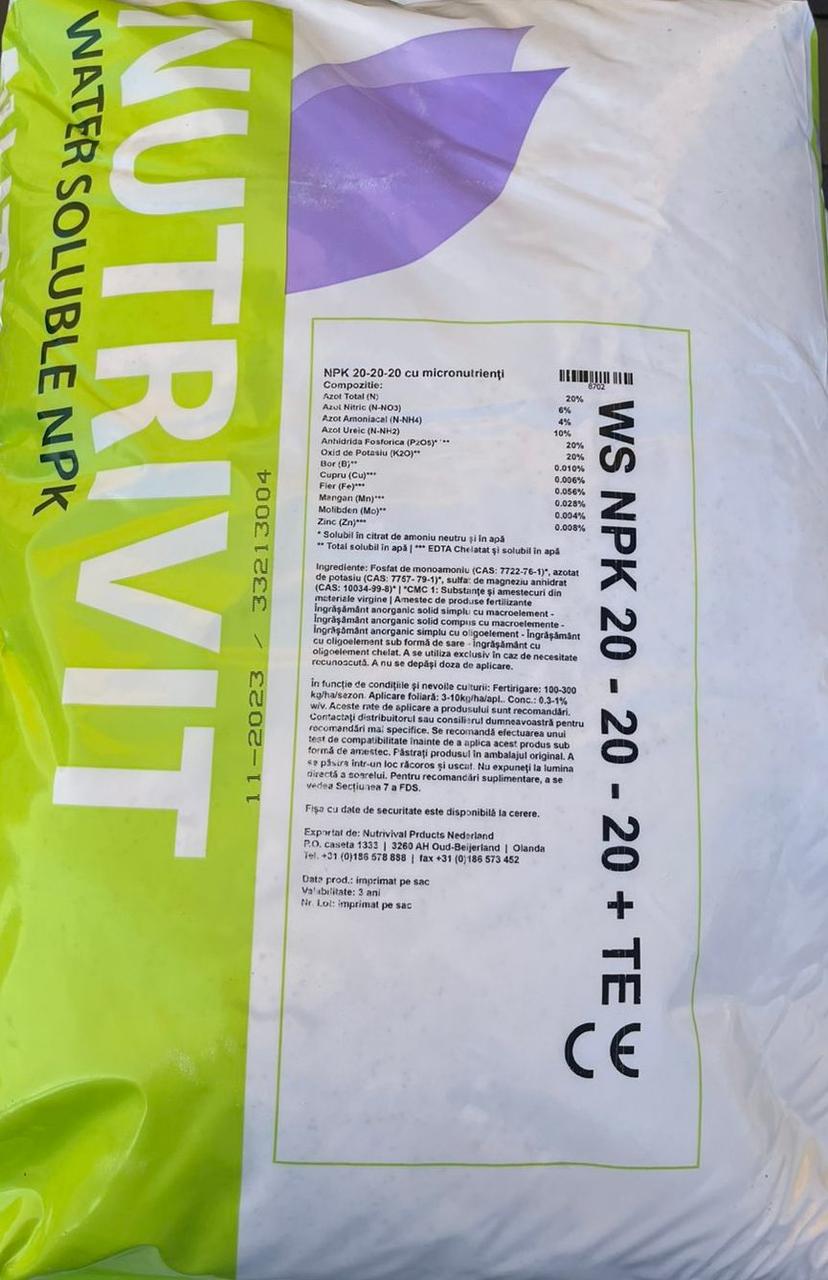 NUTRIVIT
WATER SOLUBLE NPK
11-2023 / 33213004
WS NPK 20 - 20 - 20 + TE
CE
8702
NPK 20-20-20 cu micronutrienți
Compozitie:
Azot Total (N) 20%
Azot Nitric (N-NO3) 6%
Azot Amoniacal (N-NH4) 4%
Azot Ureic (N-NH2) 10%
Anhidrida Fosforica (P2O5)* ** 20%
Oxid de Potasiu (K2O)** 20%
Bor (B)** 0.010%
Cupru (Cu)*** 0.006%
Fier (Fe)*** 0.056%
Mangan (Mn)*** 0.028%
Molibden (Mo)** 0.004%
Zinc (Zn)*** 0.008%
* Solubil în citrat de amoniu neutru și în apă
** Total solubil în apă | *** EDTA Chelatat și solubil în apă
Ingrediente: Fosfat de monoamoniu (CAS: 7722-76-1)*, azotat
de potasiu (CAS: 7757-79-1)*, sulfat de magneziu anhidrat
(CAS: 10034-99-8)* | *CMC 1: Substanțe și amestecuri din
materiale virgine | Amestec de produse fertilizante
Îngrășământ anorganic solid simplu cu macroelement -
Îngrășământ anorganic solid compus cu macroelemente -
Îngrășământ anorganic simplu cu oligoelement - Îngrășământ
cu oligoelement sub formă de sare - Îngrășământ cu
oligoelement chelat. A se utiliza exclusiv în caz de necesitate
recunoscută. A nu se depăși doza de aplicare.
În funcție de condițiile și nevoile culturii: Fertirigare: 100-300
kg/ha/sezon. Aplicare foliară: 3-10kg/ha/apl.. Conc.: 0.3-1%
w/v. Aceste rate de aplicare a produsului sunt recomandări.
Contactați distribuitorul sau consilierul dumneavoastră pentru
recomandări mai specifice. Se recomandă efectuarea unui
test de compatibilitate înainte de a aplica acest produs sub
formă de amestec. Păstrați produsul în ambalajul original. A
se păstra într-un loc răcoros și uscat. Nu expuneți la lumina
directă a soarelui. Pentru recomandări suplimentare, a se
vedea Secțiunea 7 a FDS.
Fișa cu date de securitate este disponibilă la cerere.
Exportat de: Nutrivival Prducts Nederland
P.O. caseta 1333 | 3260 AH Oud-Beijerland | Olanda
Tel. +31 (0)186 578 888 | fax +31 (0)186 573 452
Data prod.: imprimat pe sac
Valabilitate: 3 ani
Nr. Lot: imprimat pe sac